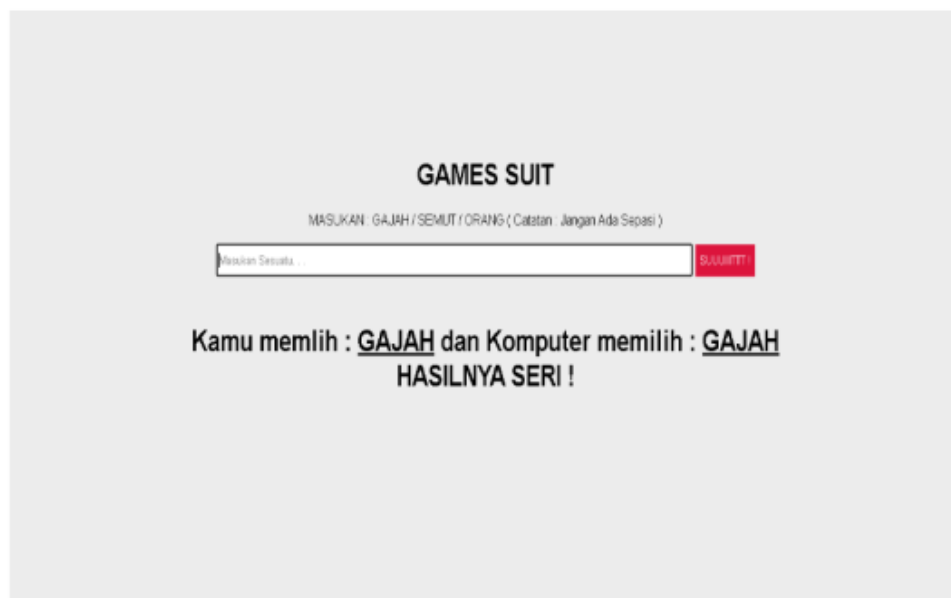 GAMES SUIT
MASUKAN : GAJAH / SEMUT / ORANG ( Catatan : Jangan Ada Sepasi )
Masukan Sesuatu. . .
Kamu memlih : GAJAH dan Komputer memilih : GAJAH
HASILNYA SERI !